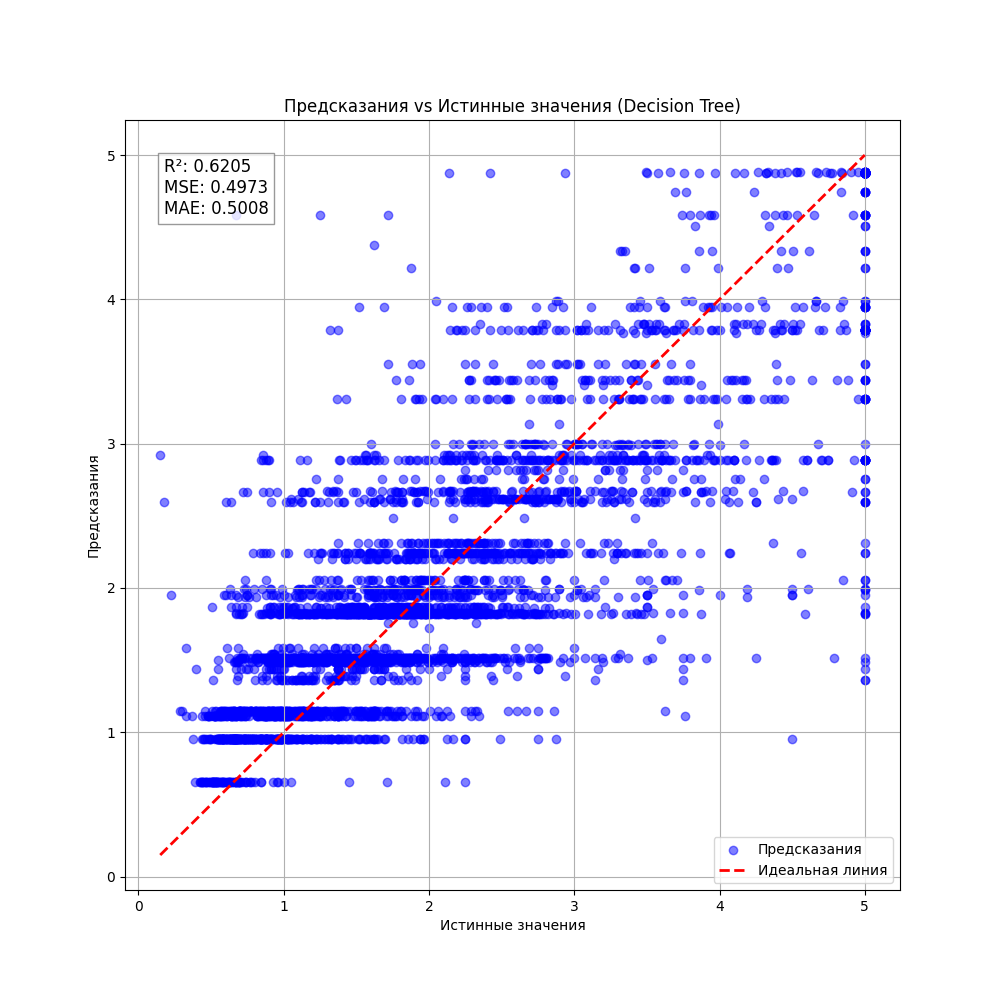 Предсказания vs Истинные значения (Decision Tree)
R²: 0.6205
MSE: 0.4973
MAE: 0.5008
5
4
3
2
1
0
Предсказания
0 1 2 3 4 5
Истинные значения
Предсказания
Идеальная линия